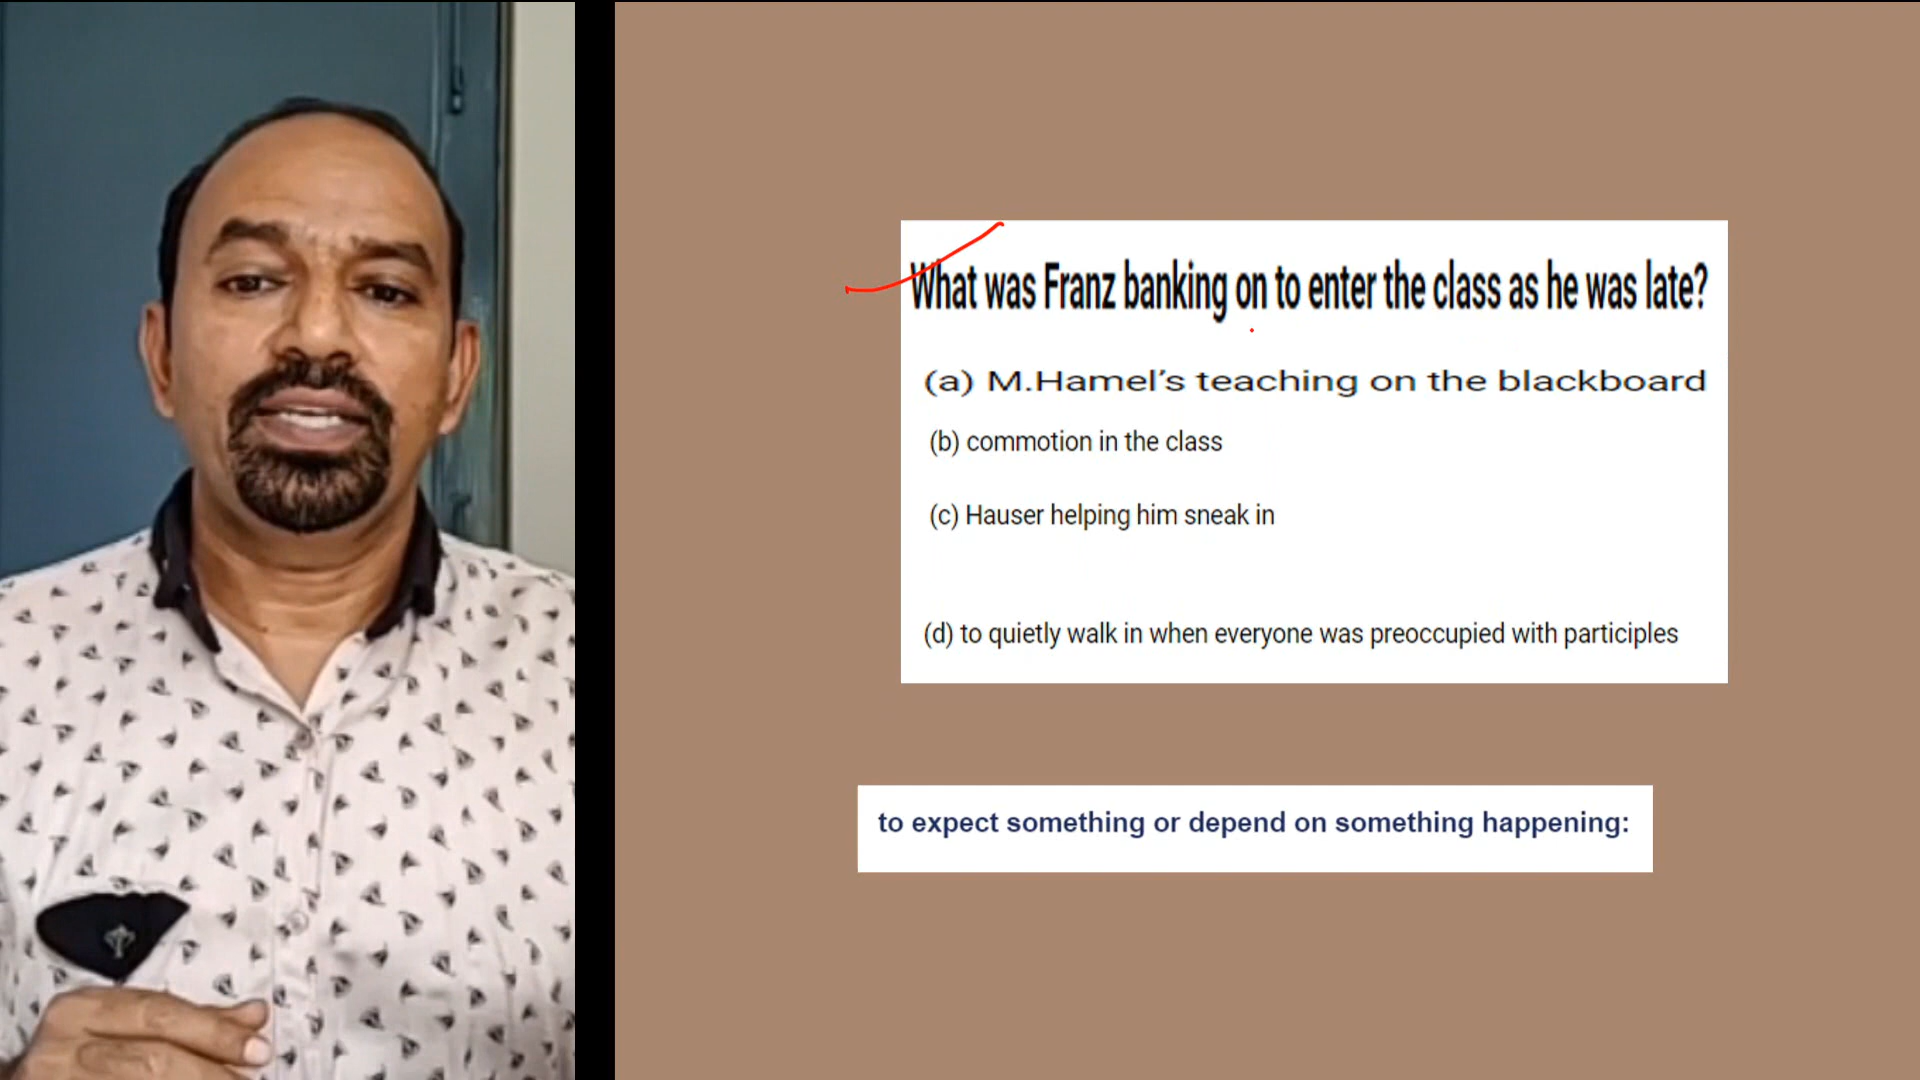 What was Franz banking on to enter the class as he was late?
(a) M.Hamel's teaching on the blackboard
(b) commotion in the class
(c) Hauser helping him sneak in
(d) to quietly walk in when everyone was preoccupied with participles
to expect something or depend on something happening: